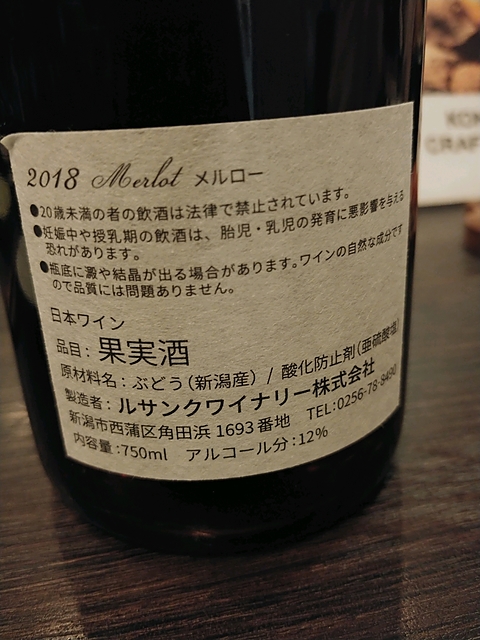 2018 Merlot メルロー
●20歳未満の者の飲酒は法律で禁止されています。
●妊娠中や授乳期の飲酒は、胎児・乳児の発育に悪影響を与える
恐れがあります。
●瓶底に澱や結晶が出る場合があります。ワインの自然な成分です
ので品質には問題ありません。
日本ワイン
品目：果実酒
原材料名：ぶどう（新潟産）/ 酸化防止剤（亜硫酸塩）
製造者：ルサンクワイナリー株式会社
新潟市西蒲区角田浜 1693番地 TEL:0256-78-8490
内容量:750ml アルコール分:12%